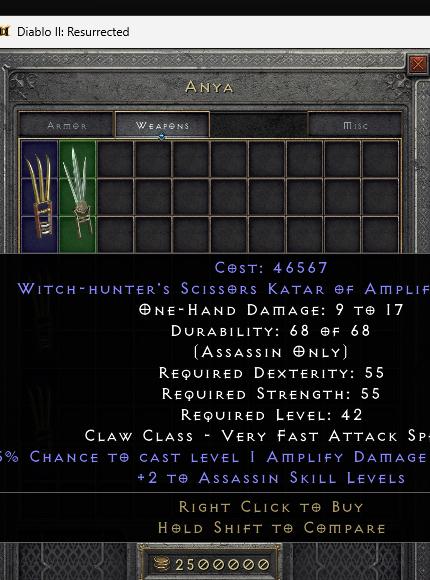 Diablo II: Resurrected
Anya
Armor Weapons Misc
Cost: 46567
Witch-hunter's Scissors Katar of
One-Hand Damage: 9 to 17
Durability: 68 of 68
(Assassin Only)
Required Dexterity: 55
Required Strength: 55
Required Level: 42
Claw Class - Very Fast Attack
% Chance to cast level 1 Amplify Damage
+2 to Assassin Skill Levels
Right Click to Buy
Hold Shift to Compare
2500000